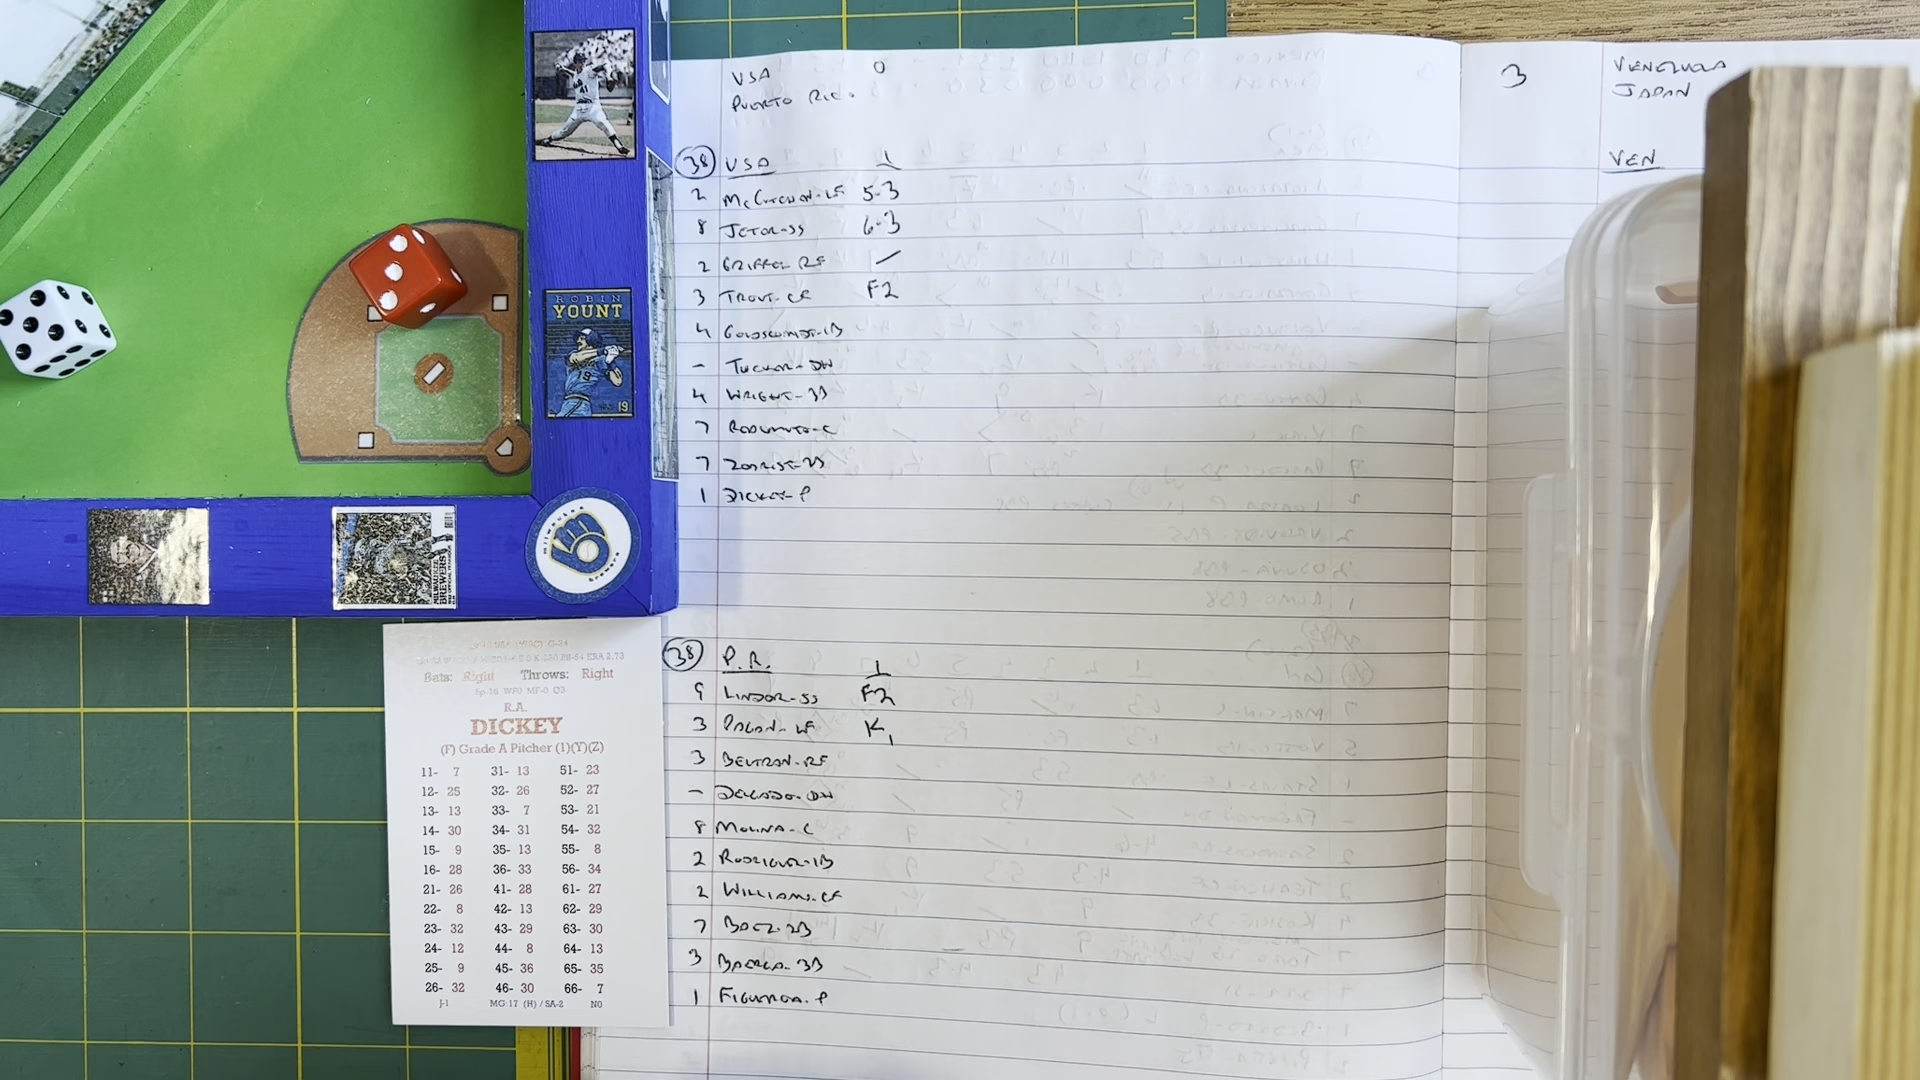 USA 0
PUERTO RICO
3
VENEZUELA
JAPAN
VEN
38 USA 1
2 McCUTCHEN-LF 5-3
8 JETER-SS 6-3
2 GRIFFEY-RF /
3 TROUT-CF F2
4 GOLDSCHMIDT-1B
- TUCKER-DH
4 WRIGHT-3B
7 REALMUTO-C
7 ZOBRIST-2B
1 DICKEY-P
ROBIN
YOUNT
19
MILWAUKEE
BREWERS
38 P.R. 1
9 LINDOR-SS F2
3 PAGAN-LF K,
3 BELTRAN-RF
- DELGADO-DH
8 MOLINA-C
2 RODRIGUEZ-1B
2 WILLIAMS-CF
7 BAEZ-2B
3 BAERGA-3B
1 FIGUEROA-P
Bats: Right Throws: Right
R.A.
DICKEY
(F) Grade A Pitcher (1)(Y)(Z)
11- 7 31- 13 51- 23
12- 25 32- 26 52- 27
13- 13 33- 7 53- 21
14- 30 34- 31 54- 32
15- 9 35- 13 55- 8
16- 28 36- 33 56- 34
21- 26 41- 28 61- 27
22- 8 42- 13 62- 29
23- 32 43- 29 63- 30
24- 12 44- 8 64- 13
25- 9 45- 36 65- 35
26- 32 46- 30 66- 7
J-1 MG-17 (H) / SA-2 N0